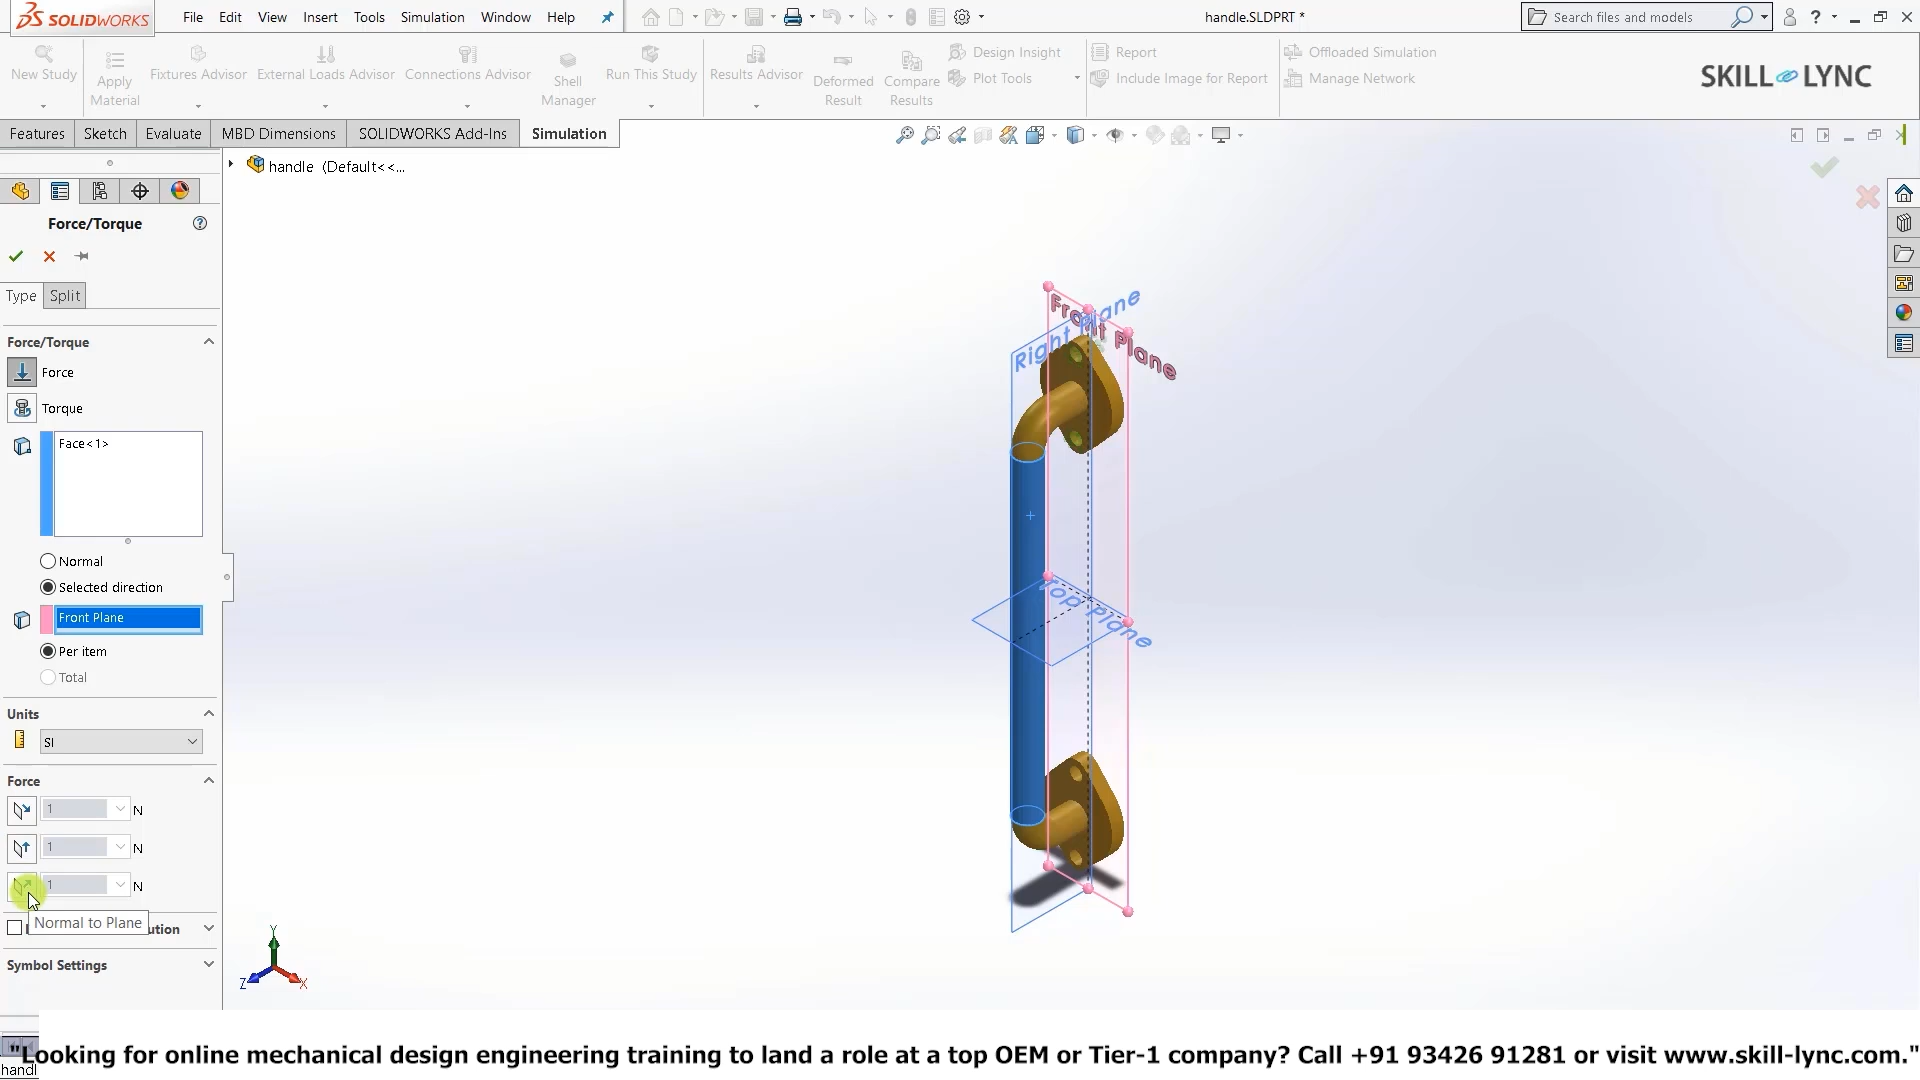 SOLIDWORKS
File Edit View Insert Tools Simulation Window Help
handle.SLDPRT *
Search files and models
New Study
Apply Material
Fixtures Advisor
External Loads Advisor
Connections Advisor
Shell Manager
Run This Study
Results Advisor
Deformed Result
Compare Results
Design Insight
Plot Tools
Report
Include Image for Report
Offloaded Simulation
Manage Network
SKILL LYNC
Features Sketch Evaluate MBD Dimensions SOLIDWORKS Add-Ins Simulation
handle (Default<<...
Force/Torque
Type Split
Force/Torque
Force
Torque
Face<1>
Normal
Selected direction
Front Plane
Per item
Total
Units
SI
Force
1 N
1 N
1 N
Normal to Plane
ution
Symbol Settings
Front Plane
Right Plane
Front Plane
Top Plane
Y
Z
X
Looking for online mechanical design engineering training to land a role at a top OEM or Tier-1 company? Call +91 93426 91281 or visit www.skill-lync.com."
handl